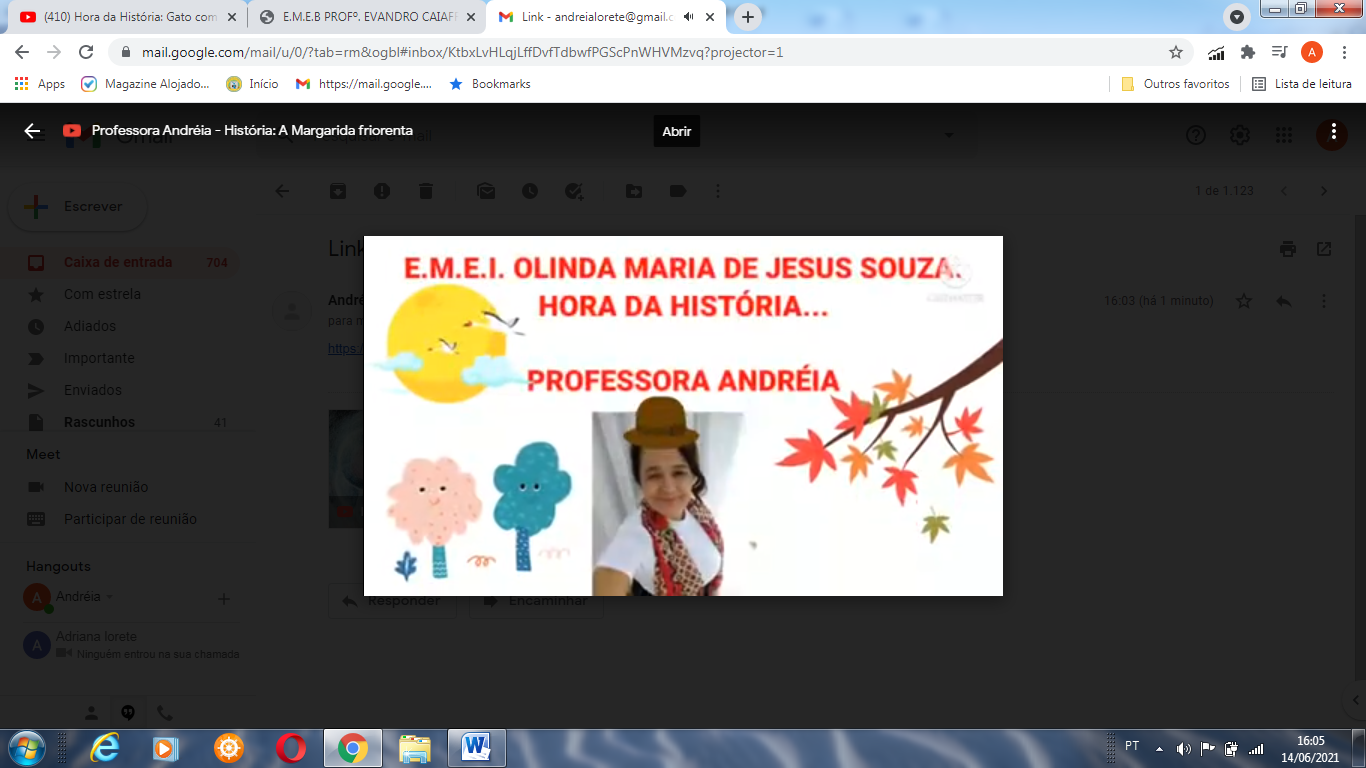 (410) Hora da História: Gato com
E.M.E.B PROFº. EVANDRO CAIAFF
Link - andreialorete@gmail.c
mail.google.com/mail/u/0/?tab=rm&ogbl#inbox/KtbxLvHLqjLffDvfTdbwfPGScPnWHVMzvq?projector=1
A
Apps
Magazine Alojado...
Início
https://mail.google....
Bookmarks
Outros favoritos
Lista de leitura
Professora Andréia - História: A Margarida friorenta
Abrir
Gmail
Escrever
1 de 1.123
Caixa de entrada 704
Com estrela
Adiados
Importante
Enviados
Rascunhos 41
Meet
Nova reunião
Participar de reunião
Hangouts
A Andréia
A Adriana lorete
Ninguém entrou na sua chamada
Link
André
16:03 (há 1 minuto)
para
https:/
E.M.E.I. OLINDA MARIA DE JESUS SOUZA.
HORA DA HISTÓRIA...
PROFESSORA ANDRÉIA
Responder
Encaminhar
PT
16:05
14/06/2021